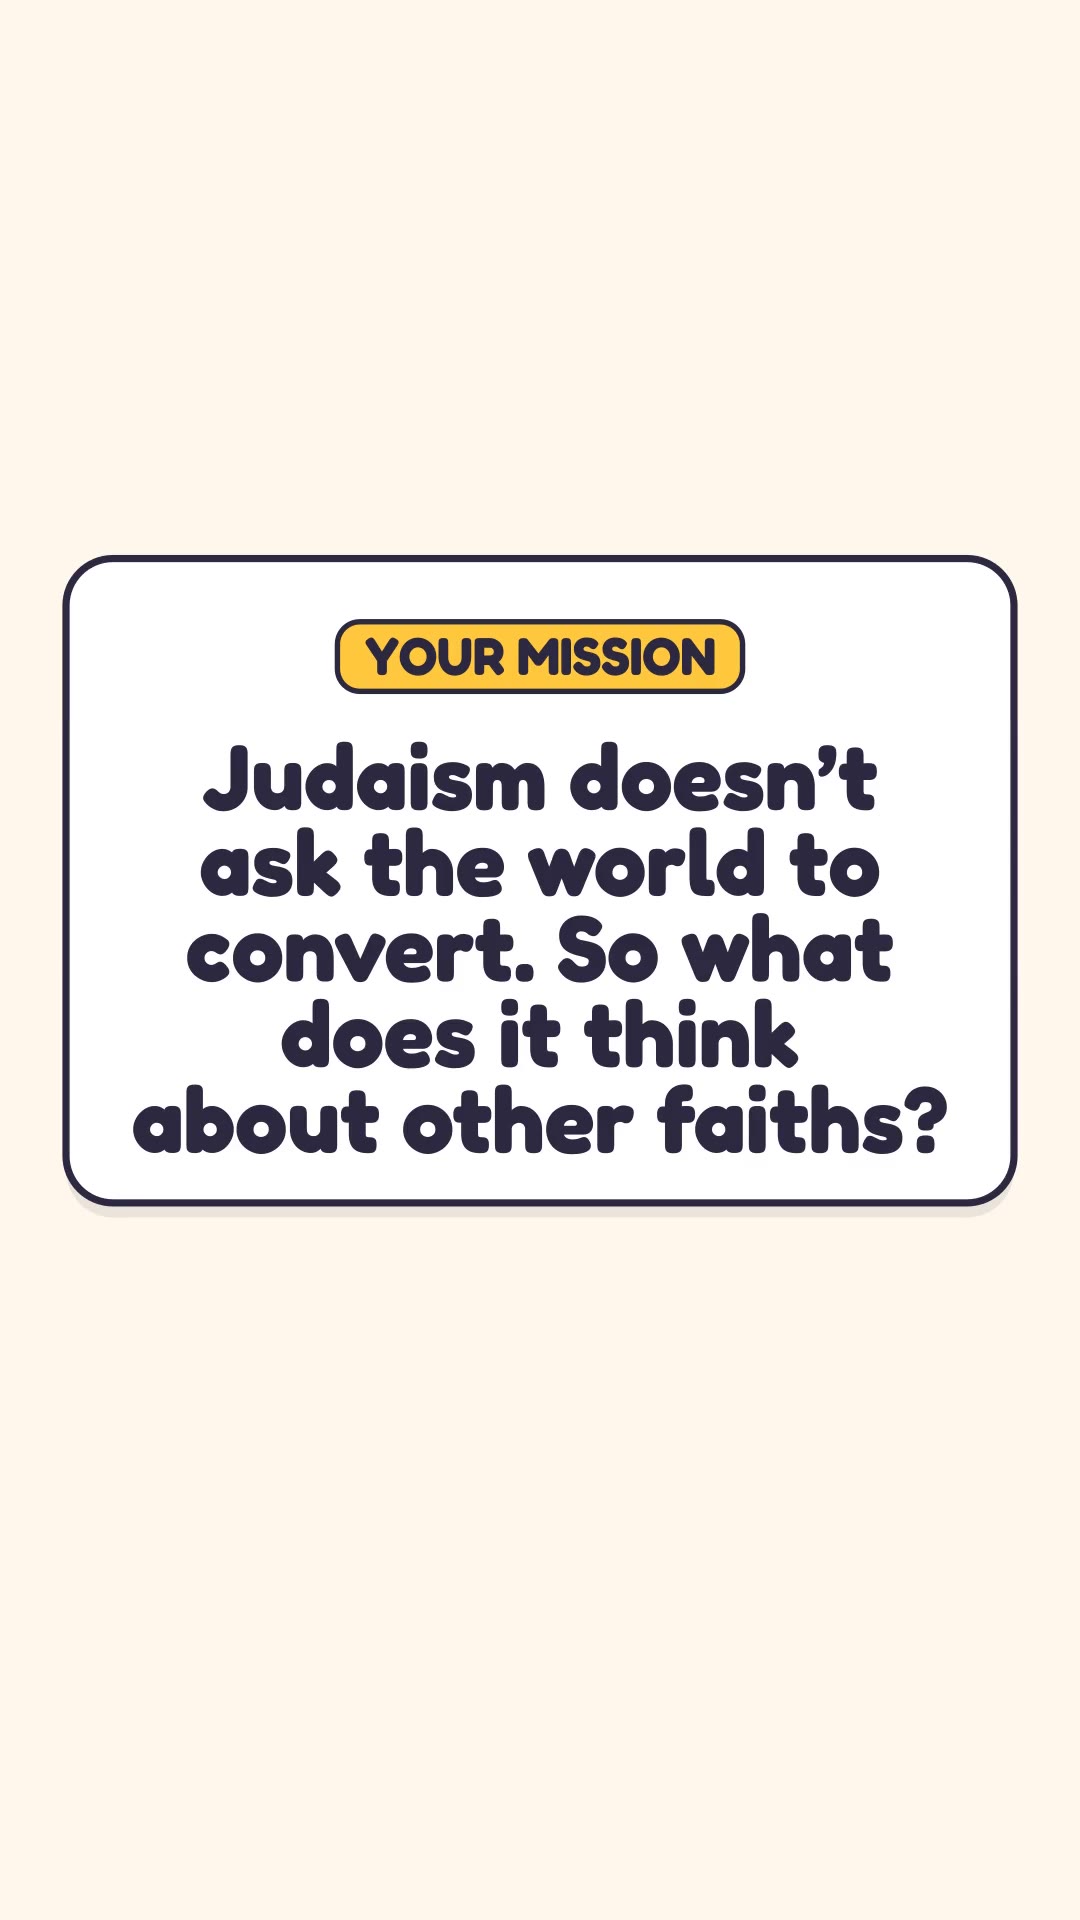 YOUR MISSION
Judaism doesn’t
ask the world to
convert. So what
does it think
about other faiths?